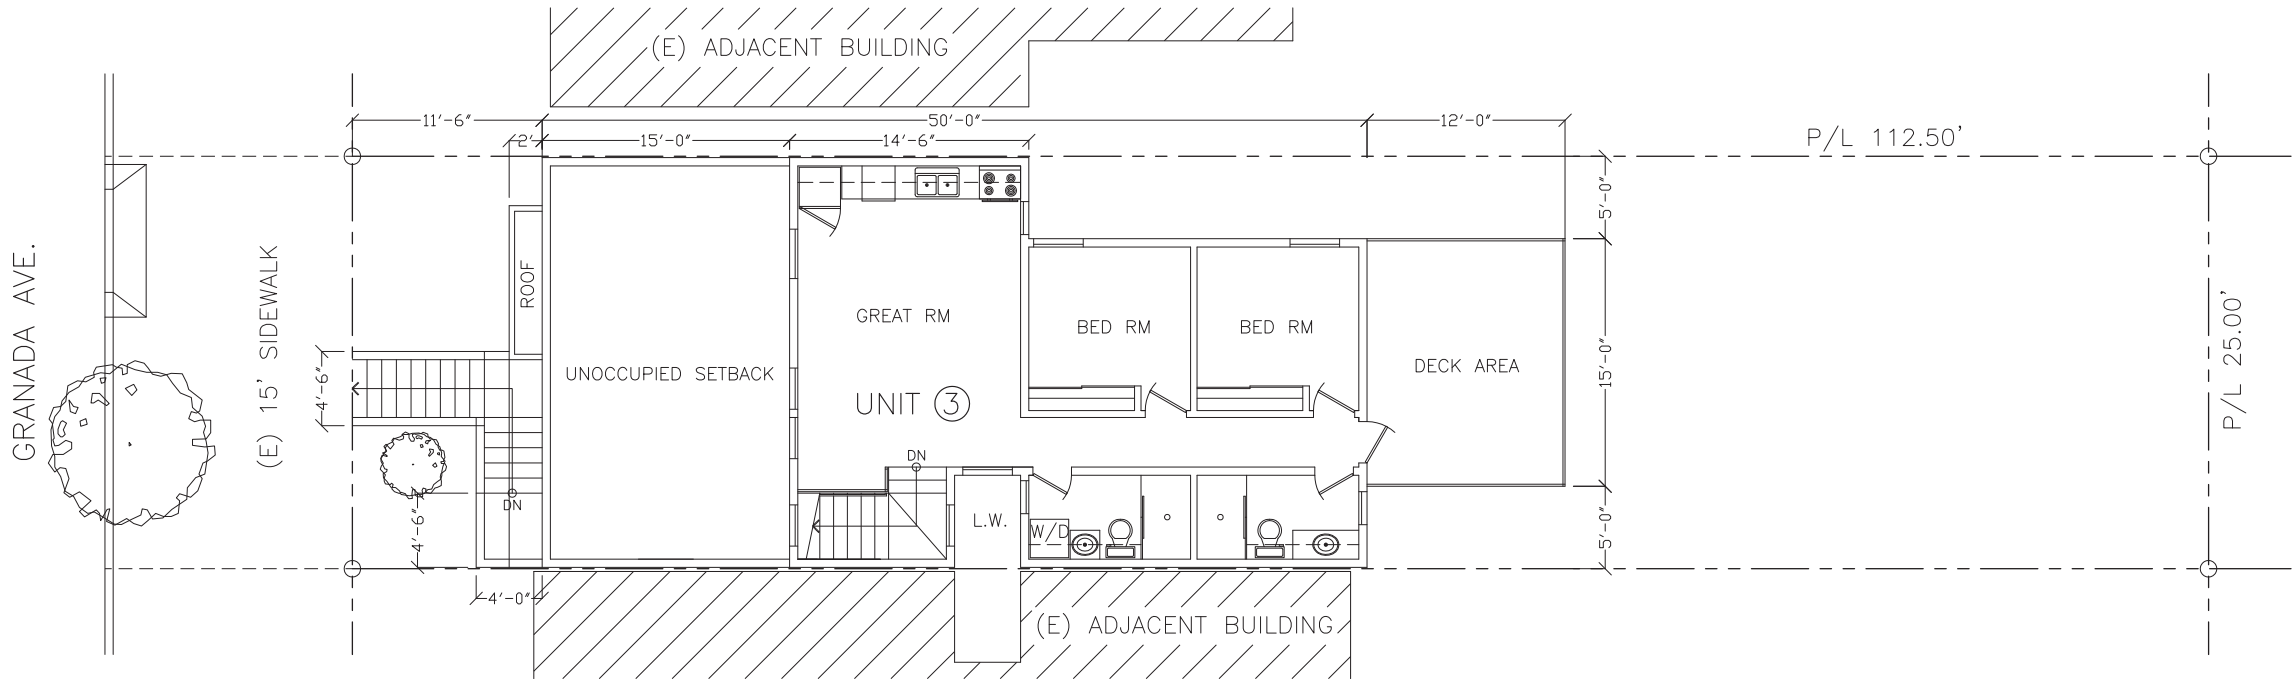 (E) ADJACENT BUILDING
11'-6"
50'-0"
12'-0"
2'
15'-0"
14'-6"
P/L 112.50'
5'-0"
GRANADA AVE.
(E) 15' SIDEWALK
ROOF
UNOCCUPIED SETBACK
GREAT RM
BED RM
BED RM
DECK AREA
15'-0"
P/L 25.00'
4'-6"
UNIT 3
DN
DN
L.W.
W/D
4'-6"
5'-0"
4'-0"
(E) ADJACENT BUILDING